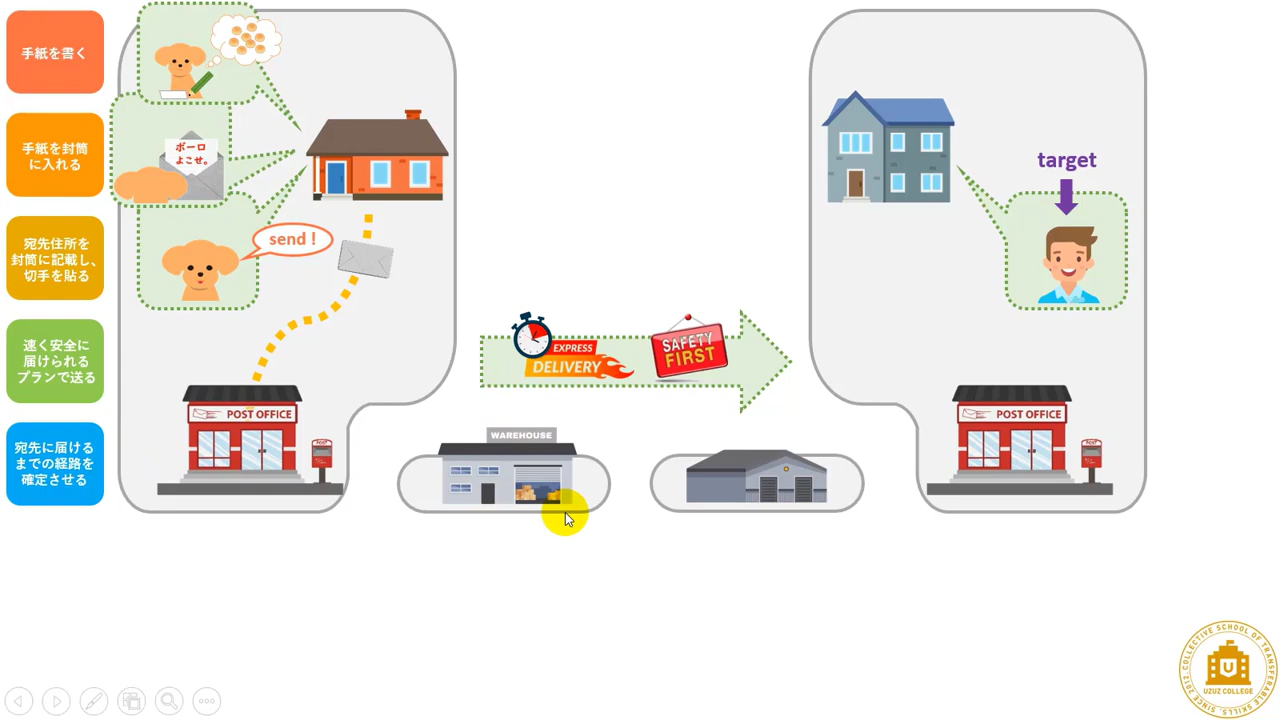 手紙を書く
手紙を封筒
に入れる
宛先住所を
封筒に記載し、
切手を貼る
速く安全に
届けられる
プランで送る
宛先に届ける
までの経路を
確定させる
ボーロ
よこせ。
send !
POST OFFICE
POST
EXPRESS
DELIVERY
SAFETY
FIRST
WAREHOUSE
target
POST OFFICE
POST
COLLECTIVE SCHOOL OF TRANSFERABLE SKILLS. SINCE 2012.
U
UZUZ COLLEGE